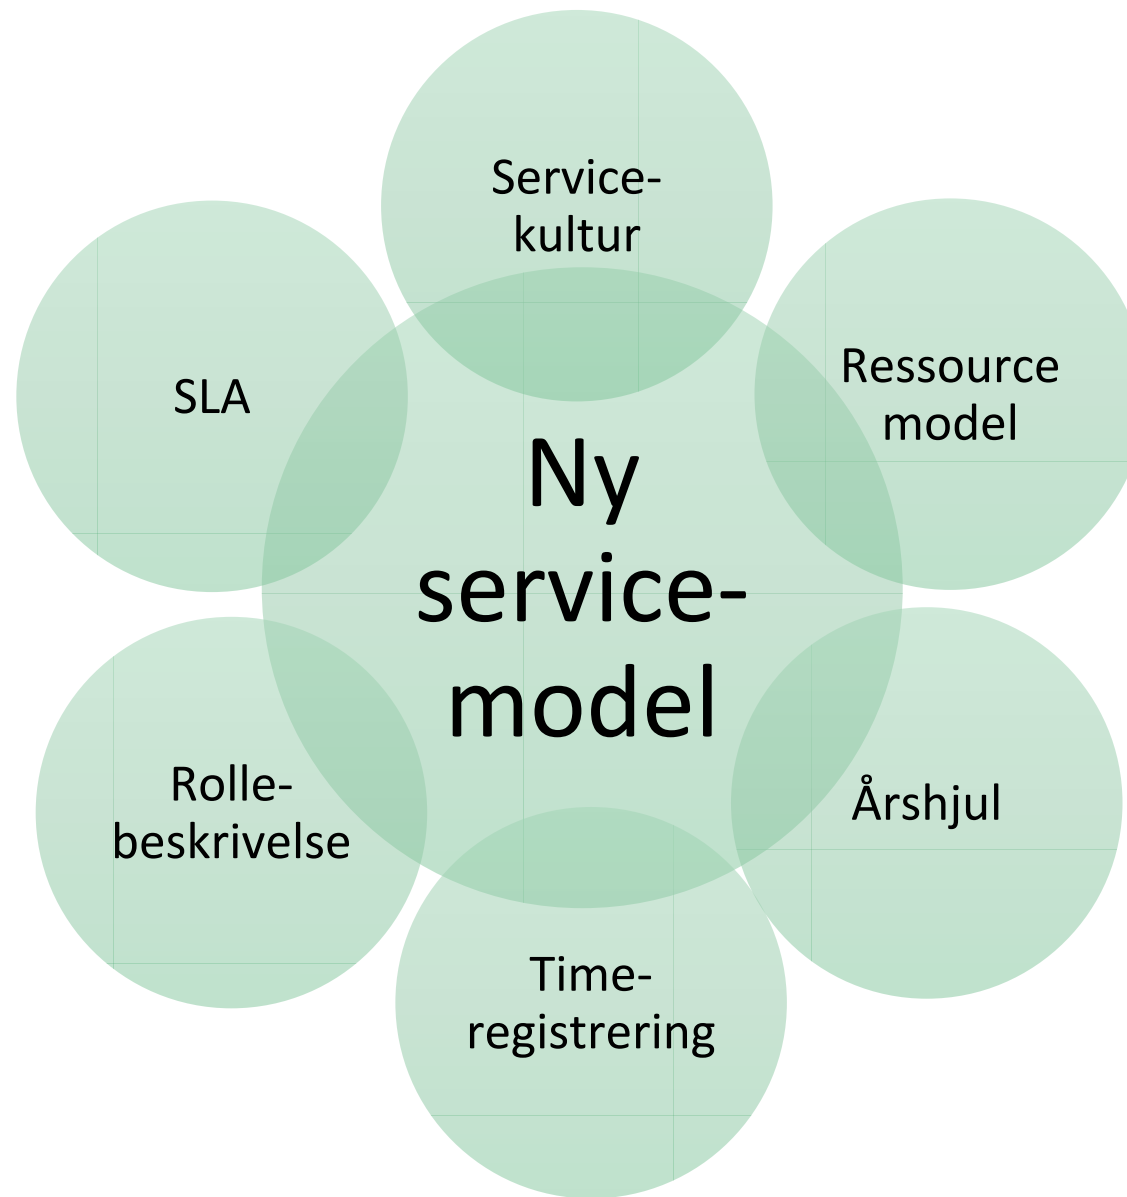 Service-
kultur
SLA
Ressource
model
Ny
service-
model
Rolle-
beskrivelse
Årshjul
Time-
registrering